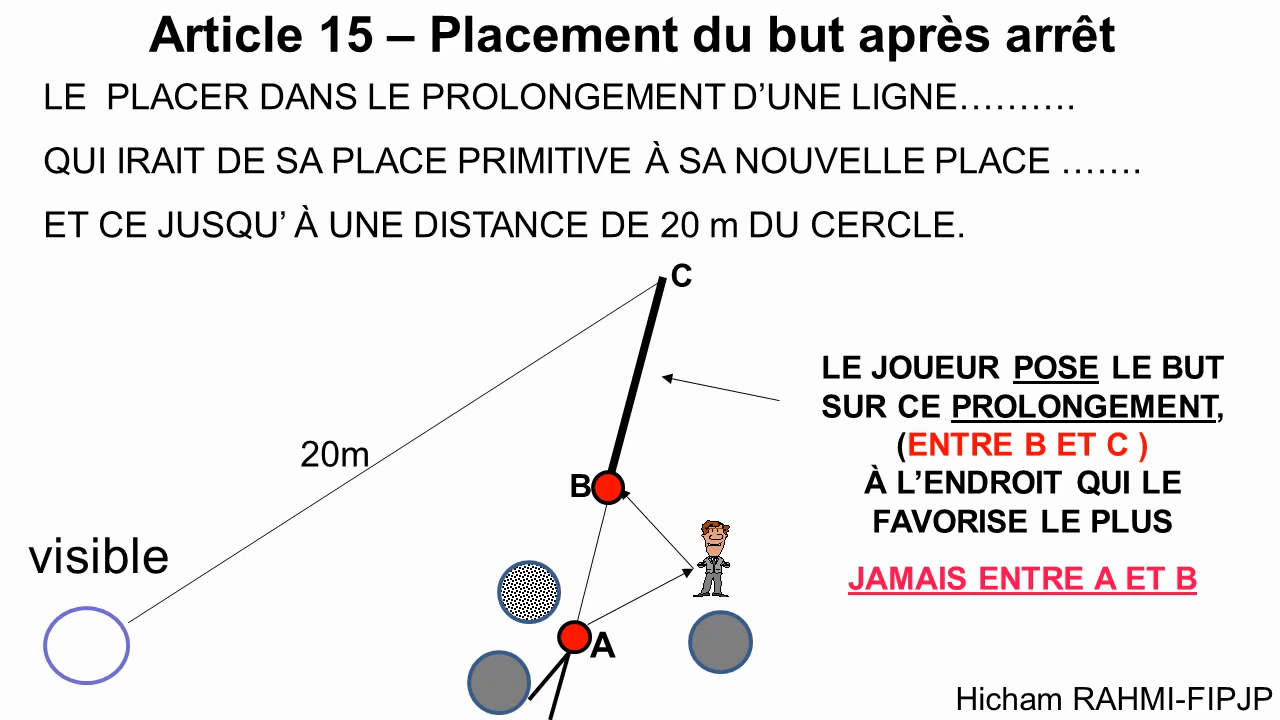 Article 15 – Placement du but après arrêt
LE PLACER DANS LE PROLONGEMENT D’UNE LIGNE……….
QUI IRAIT DE SA PLACE PRIMITIVE À SA NOUVELLE PLACE …….
ET CE JUSQU’ À UNE DISTANCE DE 20 m DU CERCLE.
C
LE JOUEUR POSE LE BUT
SUR CE PROLONGEMENT,
(ENTRE B ET C )
À L’ENDROIT QUI LE
FAVORISE LE PLUS
20m
B
visible
JAMAIS ENTRE A ET B
A
Hicham RAHMI-FIPJP